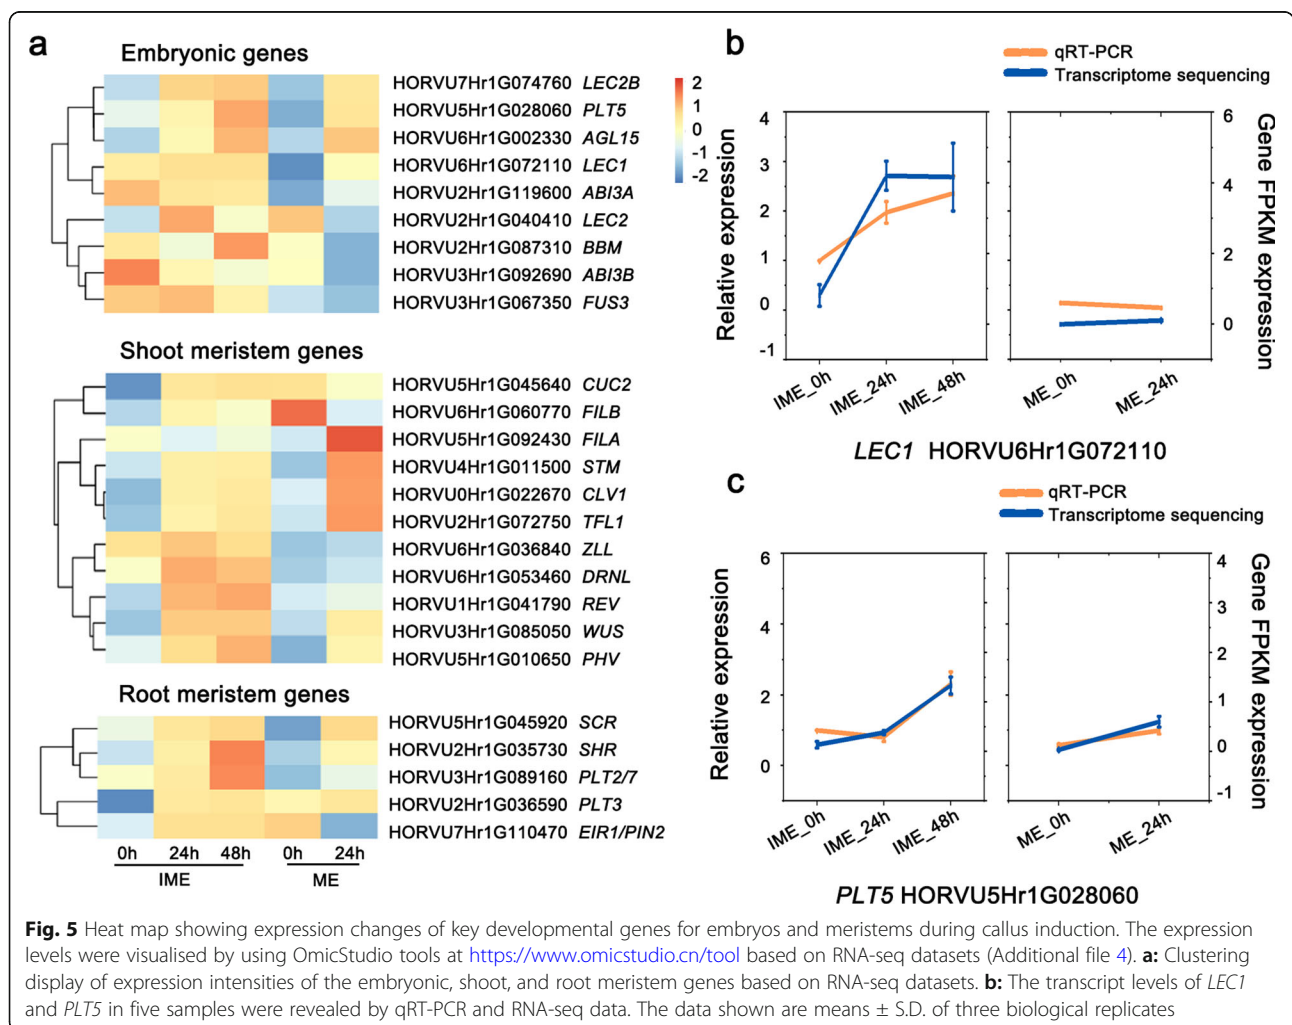 a
Embryonic genes
HORVU7Hr1G074760 LEC2B
HORVU5Hr1G028060 PLT5
HORVU6Hr1G002330 AGL15
HORVU6Hr1G072110 LEC1
HORVU2Hr1G119600 ABI3A
HORVU2Hr1G040410 LEC2
HORVU2Hr1G087310 BBM
HORVU3Hr1G092690 ABI3B
HORVU3Hr1G067350 FUS3
2
1
0
-1
-2
Shoot meristem genes
HORVU5Hr1G045640 CUC2
HORVU6Hr1G060770 FILB
HORVU5Hr1G092430 FILA
HORVU4Hr1G011500 STM
HORVU0Hr1G022670 CLV1
HORVU2Hr1G072750 TFL1
HORVU6Hr1G036840 ZLL
HORVU6Hr1G053460 DRNL
HORVU1Hr1G041790 REV
HORVU3Hr1G085050 WUS
HORVU5Hr1G010650 PHV
Root meristem genes
HORVU5Hr1G045920 SCR
HORVU2Hr1G035730 SHR
HORVU3Hr1G089160 PLT2/7
HORVU2Hr1G036590 PLT3
HORVU7Hr1G110470 EIR1/PIN2
0h 24h 48h 0h 24h
IME ME
b
qRT-PCR
Transcriptome sequencing
Relative expression
4
3
2
1
0
-1
6
4
2
0
Gene FPKM expression
IME_0h IME_24h IME_48h ME_0h ME_24h
LEC1 HORVU6Hr1G072110
c
qRT-PCR
Transcriptome sequencing
Relative expression
6
4
2
0
4
3
2
1
0
-1
Gene FPKM expression
IME_0h IME_24h IME_48h ME_0h ME_24h
PLT5 HORVU5Hr1G028060
Fig. 5 Heat map showing expression changes of key developmental genes for embryos and meristems during callus induction. The expression
levels were visualised by using OmicStudio tools at https://www.omicstudio.cn/tool based on RNA-seq datasets (Additional file 4). a: Clustering
display of expression intensities of the embryonic, shoot, and root meristem genes based on RNA-seq datasets. b: The transcript levels of LEC1
and PLT5 in five samples were revealed by qRT-PCR and RNA-seq data. The data shown are means ± S.D. of three biological replicates